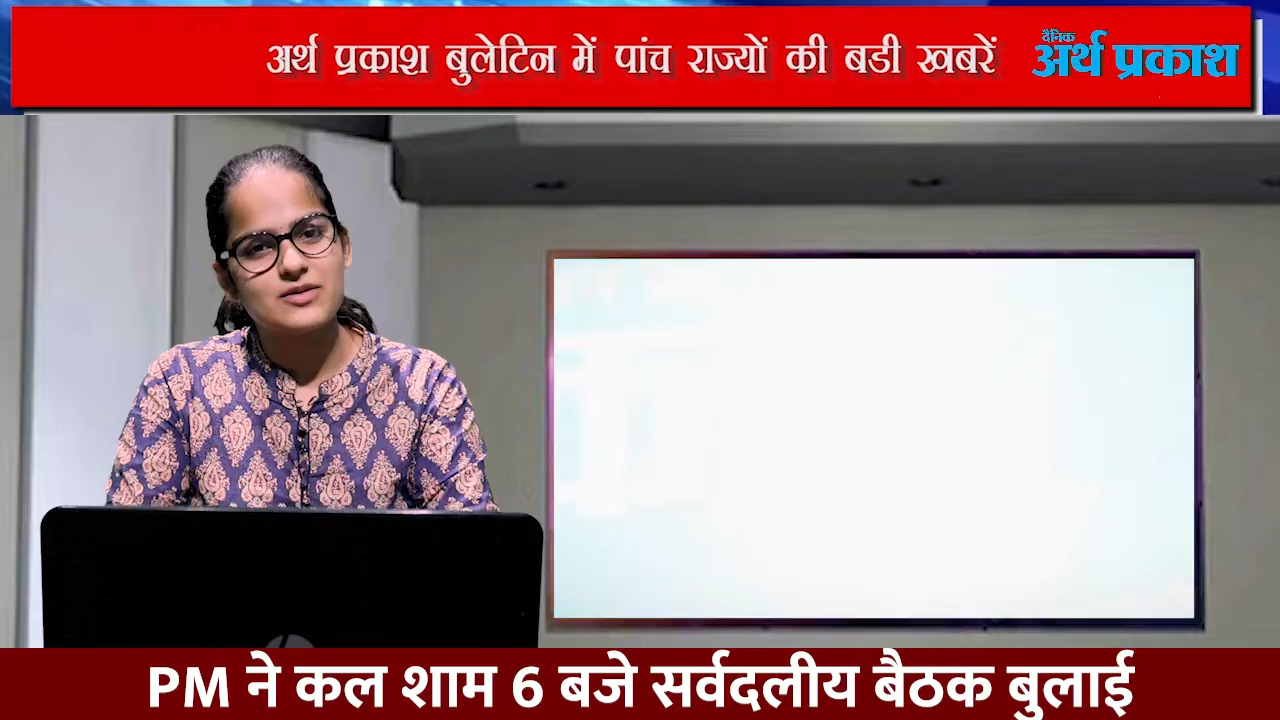 अर्थ प्रकाश बुलेटिन में पांच राज्यों की बडी खबरें
दैनिक
अर्थ प्रकाश
PM ने कल शाम 6 बजे सर्वदलीय बैठक बुलाई